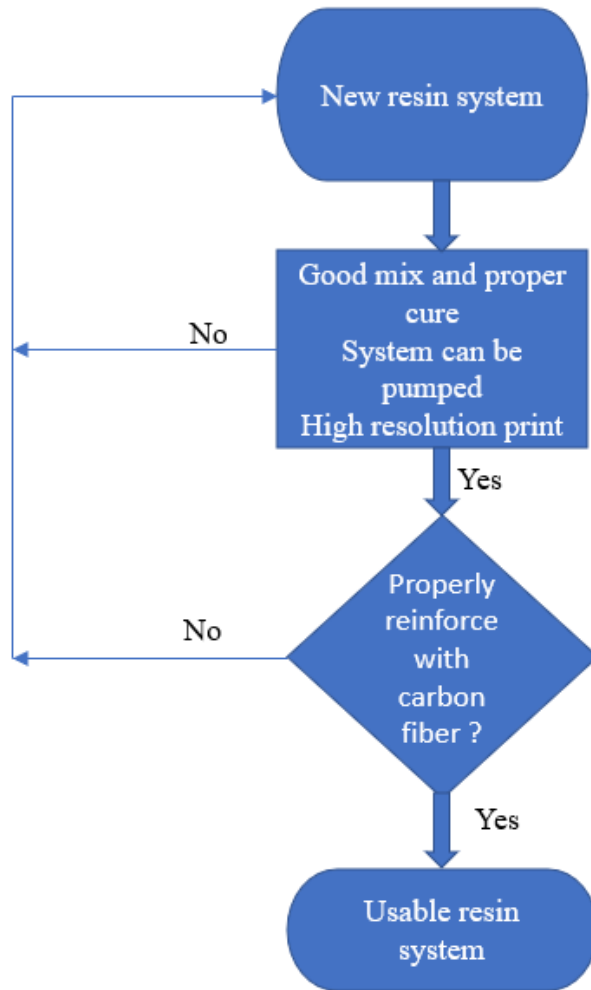 New resin system
Good mix and proper
cure
System can be
pumped
High resolution print
No
Yes
Properly
reinforce
with
carbon
fiber ?
No
Yes
Usable resin
system